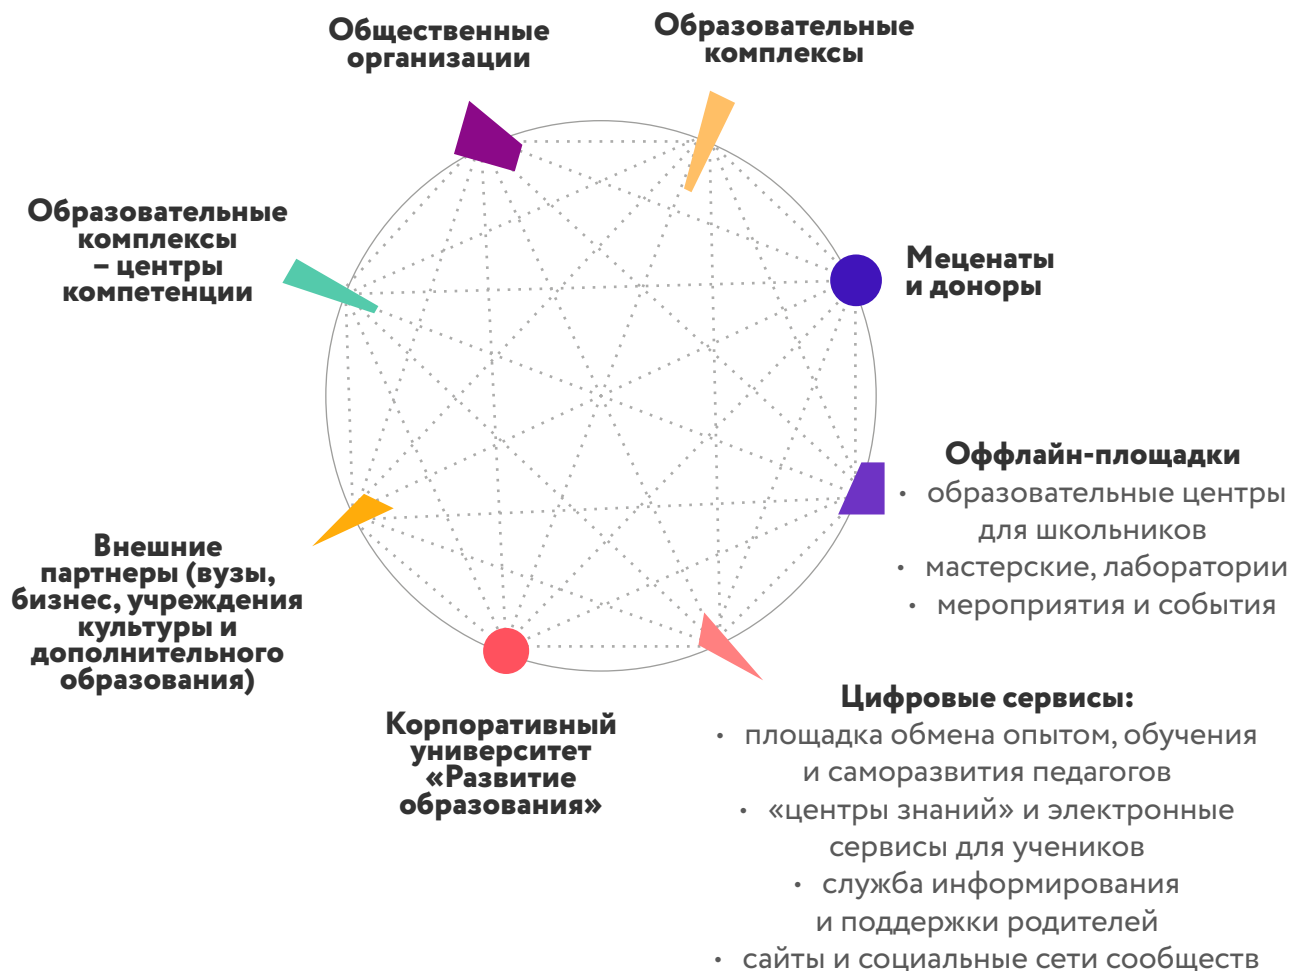 Общественные
организации
Образовательные
комплексы
Образовательные
комплексы
– центры
компетенции
Меценаты
и доноры
Оффлайн-площадки
• образовательные центры
для школьников
• мастерские, лаборатории
• мероприятия и события
Внешние
партнеры (вузы,
бизнес, учреждения
культуры и
дополнительного
образования)
Корпоративный
университет
«Развитие
образования»
Цифровые сервисы:
• площадка обмена опытом, обучения
и саморазвития педагогов
• «центры знаний» и электронные
сервисы для учеников
• служба информирования
и поддержки родителей
• сайты и социальные сети сообществ